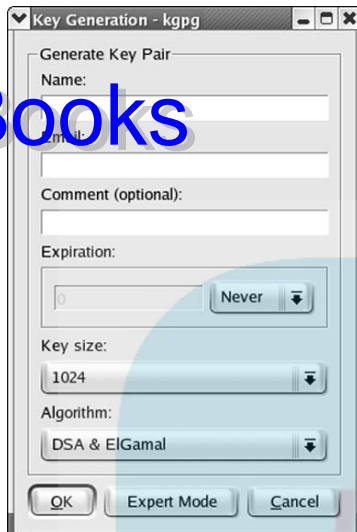 Key Generation - kgpg
Generate Key Pair
Name:
Books
Email:
Comment (optional):
Expiration:
0 Never
Key size:
1024
Algorithm:
DSA & ElGamal
OK Expert Mode Cancel